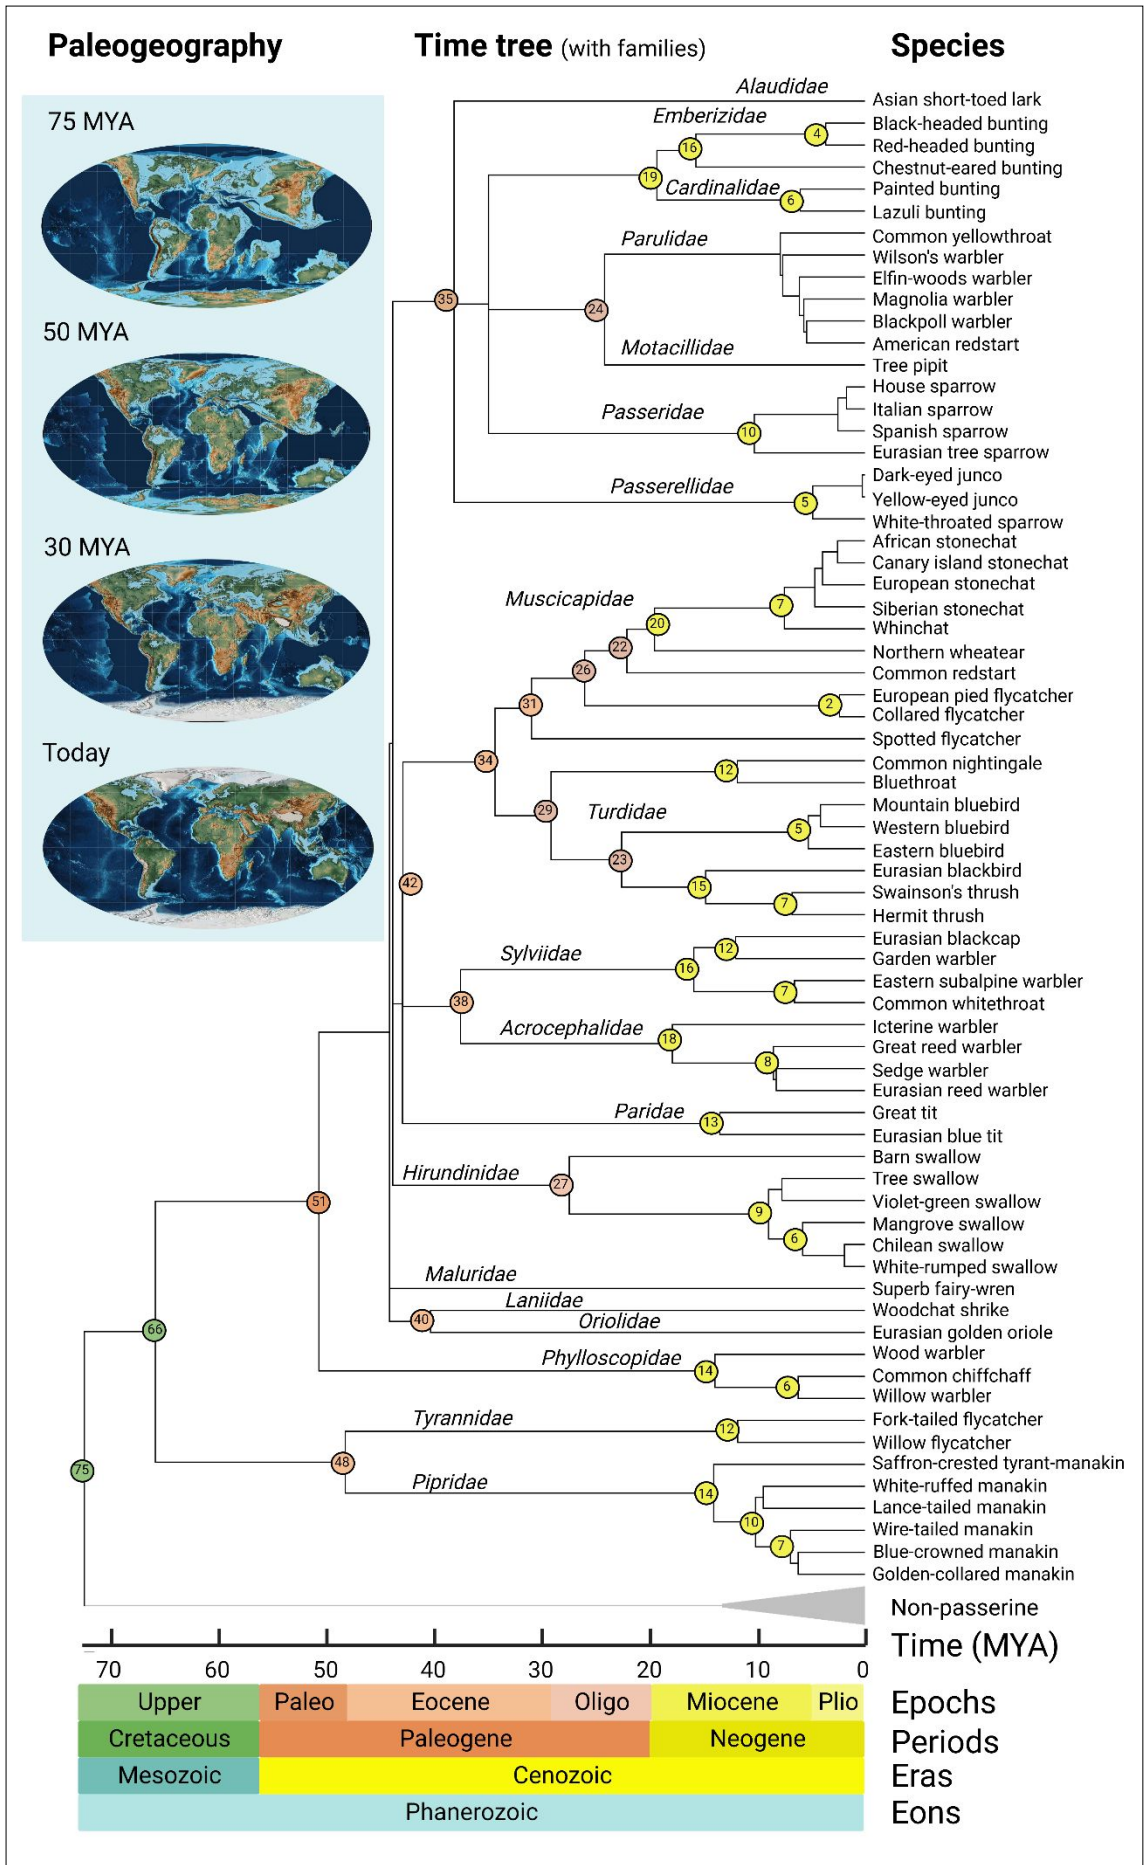 Paleogeography
Time tree (with families)
Species
75 MYA
50 MYA
30 MYA
Today
Alaudidae
Asian short-toed lark
Emberizidae
Black-headed bunting
4
Red-headed bunting
16
Chestnut-eared bunting
19
Cardinalidae
Painted bunting
6
Lazuli bunting
Parulidae
Common yellowthroat
Wilson's warbler
Elfin-woods warbler
Magnolia warbler
35
24
Blackpoll warbler
American redstart
Motacillidae
Tree pipit
House sparrow
Passeridae
Italian sparrow
10
Spanish sparrow
Eurasian tree sparrow
Passerellidae
Dark-eyed junco
5
Yellow-eyed junco
White-throated sparrow
African stonechat
Canary island stonechat
European stonechat
Muscicapidae
7
Siberian stonechat
20
Whinchat
22
Northern wheatear
26
Common redstart
European pied flycatcher
31
2
Collared flycatcher
Spotted flycatcher
34
Common nightingale
12
Bluethroat
29
Turdidae
Mountain bluebird
5
Western bluebird
Eastern bluebird
23
Eurasian blackbird
42
15
Swainson's thrush
7
Hermit thrush
Eurasian blackcap
Sylviidae
12
Garden warbler
16
Eastern subalpine warbler
7
38
Common whitethroat
Acrocephalidae
Icterine warbler
18
Great reed warbler
8
Sedge warbler
Eurasian reed warbler
Paridae
Great tit
13
Eurasian blue tit
Barn swallow
Hirundinidae
27
Tree swallow
51
Violet-green swallow
9
Mangrove swallow
6
Chilean swallow
White-rumped swallow
Maluridae
Superb fairy-wren
Laniidae
Woodchat shrike
40
Oriolidae
Eurasian golden oriole
66
Wood warbler
Phylloscopidae
14
Common chiffchaff
6
Willow warbler
Tyrannidae
Fork-tailed flycatcher
12
Willow flycatcher
48
75
Saffron-crested tyrant-manakin
Pipridae
14
White-ruffed manakin
Lance-tailed manakin
10
Wire-tailed manakin
7
Blue-crowned manakin
Golden-collared manakin
Non-passerine
Time (MYA)
70 60 50 40 30 20 10 0
Upper Paleo Eocene Oligo Miocene Plio Epochs
Cretaceous Paleogene Neogene Periods
Mesozoic Cenozoic Eras
Phanerozoic Eons